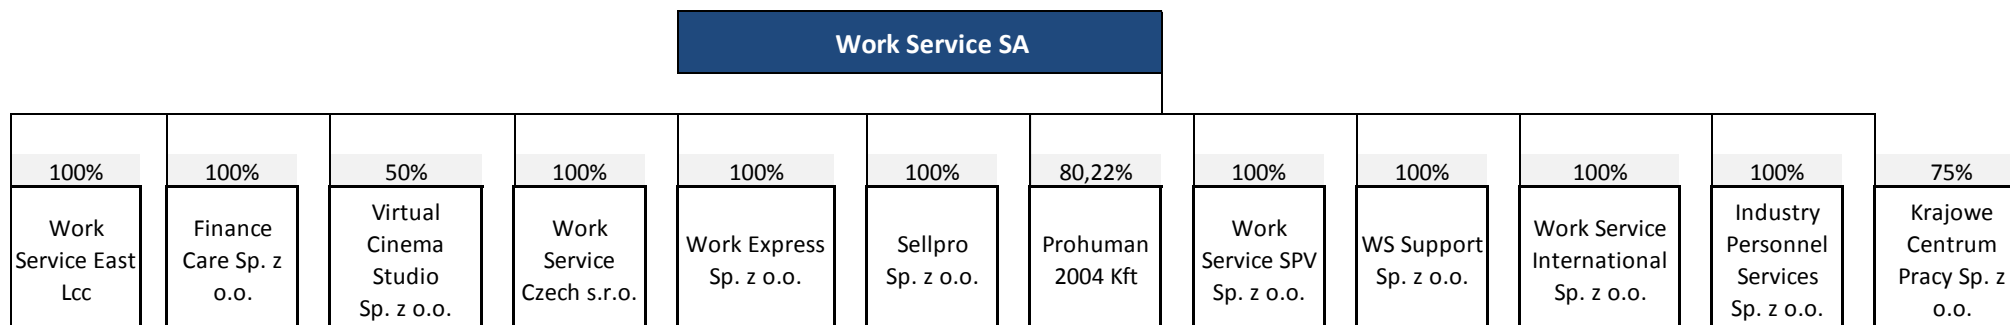 Work Service SA
100%
100%
50%
100%
100%
100%
80,22%
100%
100%
100%
100%
75%
Work
Service East
Lcc
Finance
Care Sp. z
o.o.
Virtual
Cinema
Studio
Sp. z o.o.
Work
Service
Czech s.r.o.
Work Express
Sp. z o.o.
Sellpro
Sp. z o.o.
Prohuman
2004 Kft
Work
Service SPV
Sp. z o.o.
WS Support
Sp. z o.o.
Work Service
International
Sp. z o.o.
Industry
Personnel
Services
Sp. z o.o.
Krajowe
Centrum
Pracy Sp. z
o.o.